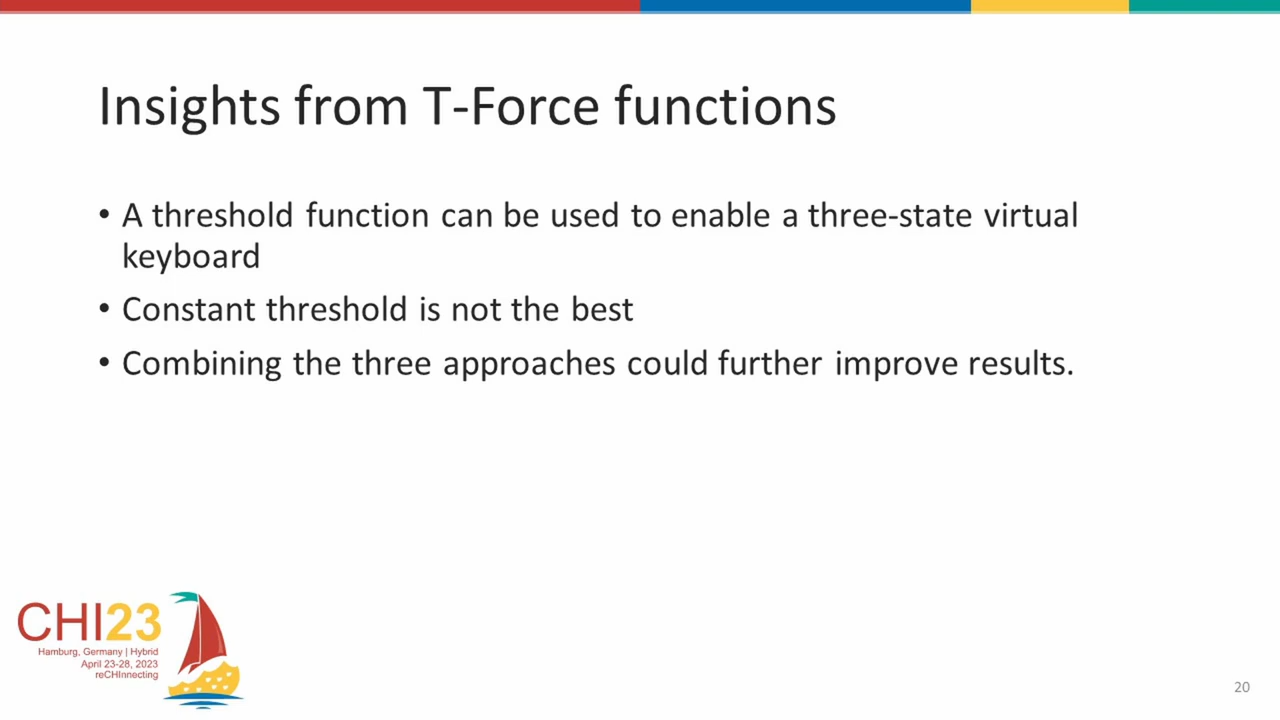 Insights from T-Force functions
• A threshold function can be used to enable a three-state virtual
keyboard
• Constant threshold is not the best
• Combining the three approaches could further improve results.
CHI23
Hamburg, Germany | Hybrid
April 23-28, 2023
reCHInnecting
20